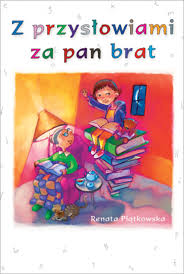 Z przysłowiami
za pan brat
Renata Piątkowska